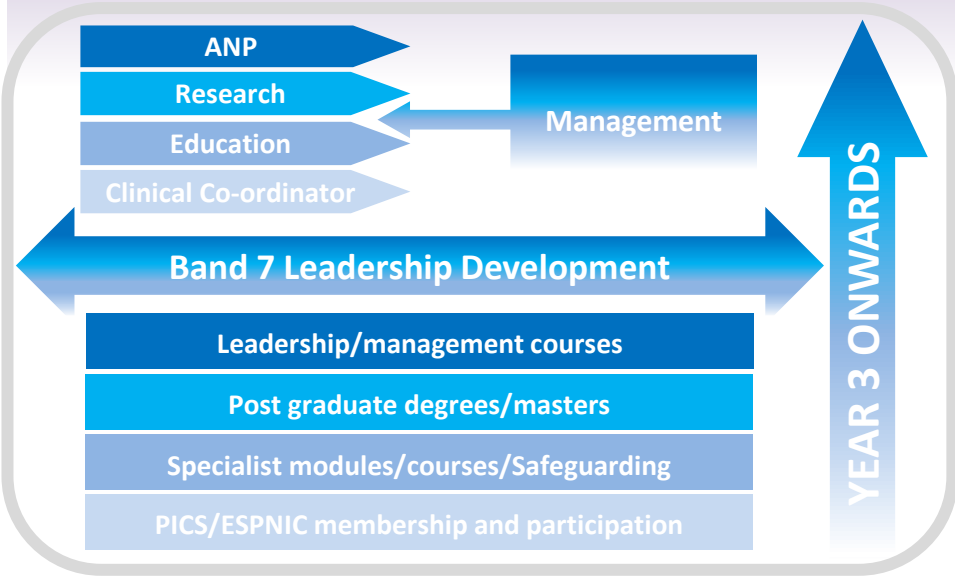 ANP
Research
Education
Clinical Co-ordinator
Management
Band 7 Leadership Development
Leadership/management courses
Post graduate degrees/masters
Specialist modules/courses/Safeguarding
PICS/ESPNIC membership and participation
YEAR 3 ONWARDS